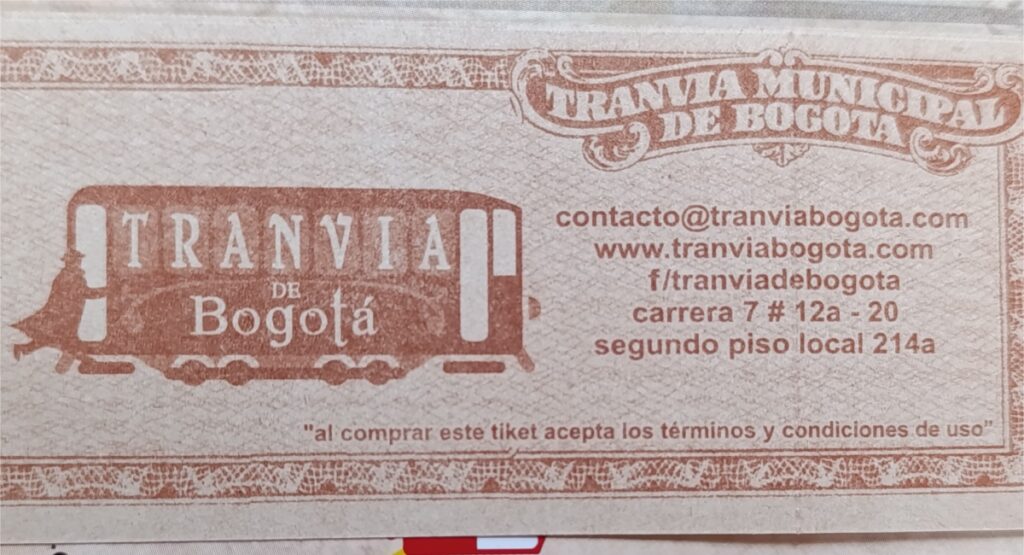 TRANVIA MUNICIPAL
DE BOGOTA
TRANVIA
DE
Bogotá
contacto@tranviabogota.com
www.tranviabogota.com
f/tranviadebogota
carrera 7 # 12a - 20
segundo piso local 214a
"al comprar este tiket acepta los términos y condiciones de uso"